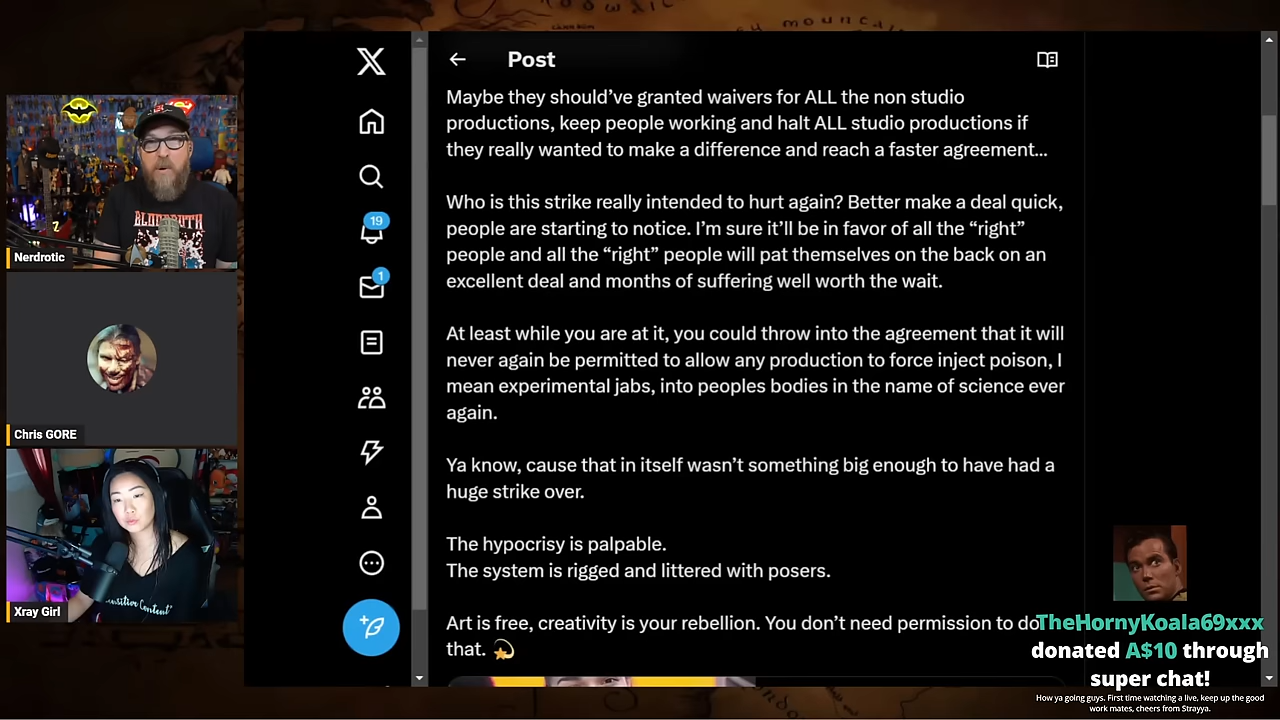 Post
Maybe they should've granted waivers for ALL the non studio
productions, keep people working and halt ALL studio productions if
they really wanted to make a difference and reach a faster agreement...
Who is this strike really intended to hurt again? Better make a deal quick,
people are starting to notice. I'm sure it'll be in favor of all the “right”
people and all the “right” people will pat themselves on the back on an
excellent deal and months of suffering well worth the wait.
At least while you are at it, you could throw into the agreement that it will
never again be permitted to allow any production to force inject poison, I
mean experimental jabs, into peoples bodies in the name of science ever
again.
Ya know, cause that in itself wasn't something big enough to have had a
huge strike over.
The hypocrisy is palpable.
The system is rigged and littered with posers.
Art is free, creativity is your rebellion. You don't need permission to do
that.
19
1
Nerdrotic
Chris GORE
Xray Girl
TheHornyKoala69xxx
donated A$10 through
super chat!
How ya going guys. First time watching a live, keep up the good
work mates, cheers from Strayya.